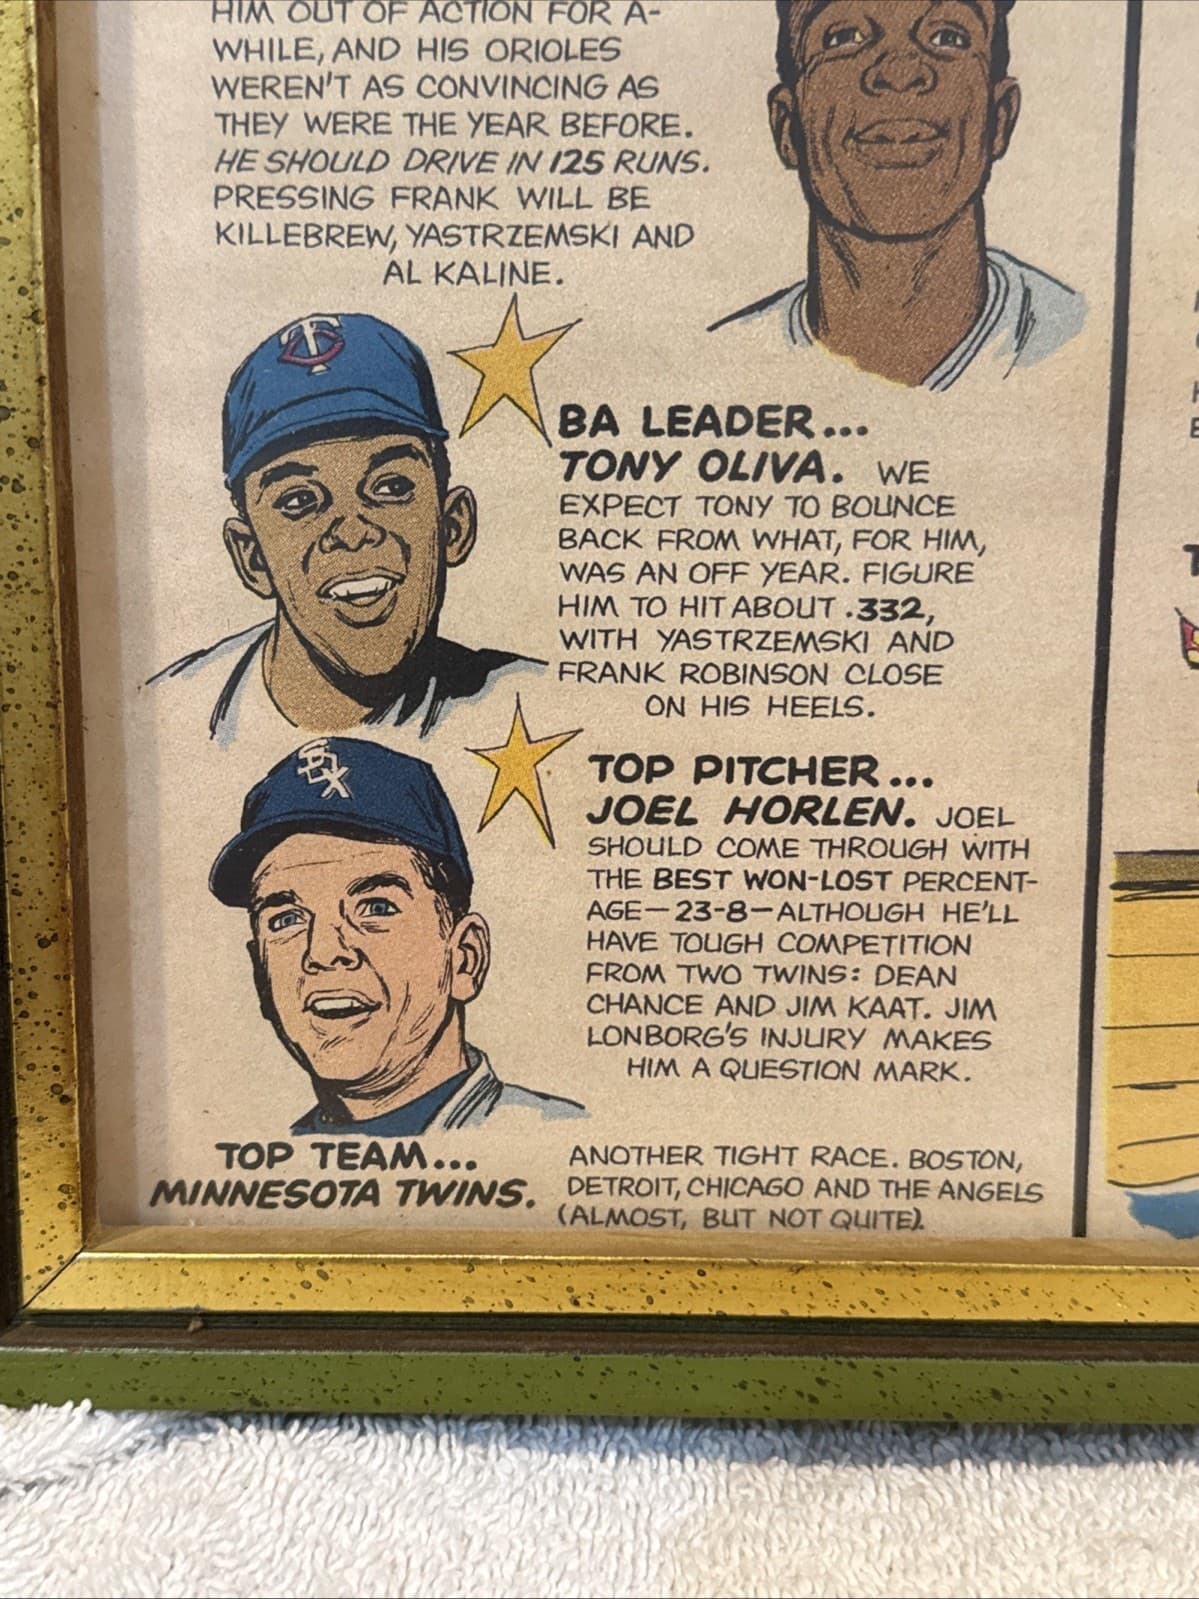 HIM OUT OF ACTION FOR A-
WHILE, AND HIS ORIOLES
WEREN'T AS CONVINCING AS
THEY WERE THE YEAR BEFORE.
HE SHOULD DRIVE IN 125 RUNS.
PRESSING FRANK WILL BE
KILLEBREW, YASTRZEMSKI AND
AL KALINE.
TC
BA LEADER...
TONY OLIVA. WE
EXPECT TONY TO BOUNCE
BACK FROM WHAT, FOR HIM,
WAS AN OFF YEAR. FIGURE
HIM TO HIT ABOUT .332,
WITH YASTRZEMSKI AND
FRANK ROBINSON CLOSE
ON HIS HEELS.
SOX
TOP PITCHER...
JOEL HORLEN. JOEL
SHOULD COME THROUGH WITH
THE BEST WON-LOST PERCENT-
AGE—23-8—ALTHOUGH HE'LL
HAVE TOUGH COMPETITION
FROM TWO TWINS: DEAN
CHANCE AND JIM KAAT. JIM
LONBORG'S INJURY MAKES
HIM A QUESTION MARK.
TOP TEAM...
MINNESOTA TWINS.
ANOTHER TIGHT RACE. BOSTON,
DETROIT, CHICAGO AND THE ANGELS
(ALMOST, BUT NOT QUITE).